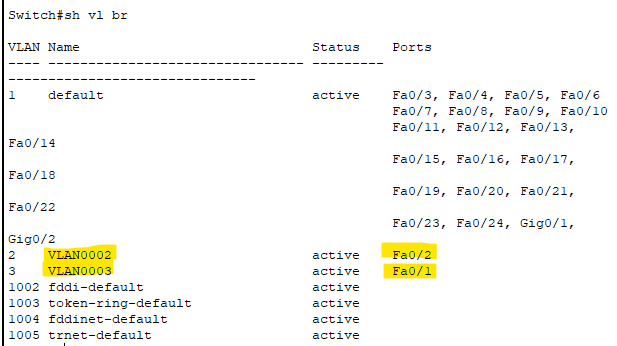 Switch#sh vl br
VLAN Name Status Ports
---- -------------------------------- ---------
-------------------------------
1 default active Fa0/3, Fa0/4, Fa0/5, Fa0/6
Fa0/7, Fa0/8, Fa0/9, Fa0/10
Fa0/11, Fa0/12, Fa0/13,
Fa0/14
Fa0/15, Fa0/16, Fa0/17,
Fa0/18
Fa0/19, Fa0/20, Fa0/21,
Fa0/22
Fa0/23, Fa0/24, Gig0/1,
Gig0/2
2 VLAN0002 active Fa0/2
3 VLAN0003 active Fa0/1
1002 fddi-default active
1003 token-ring-default active
1004 fddinet-default active
1005 trnet-default active